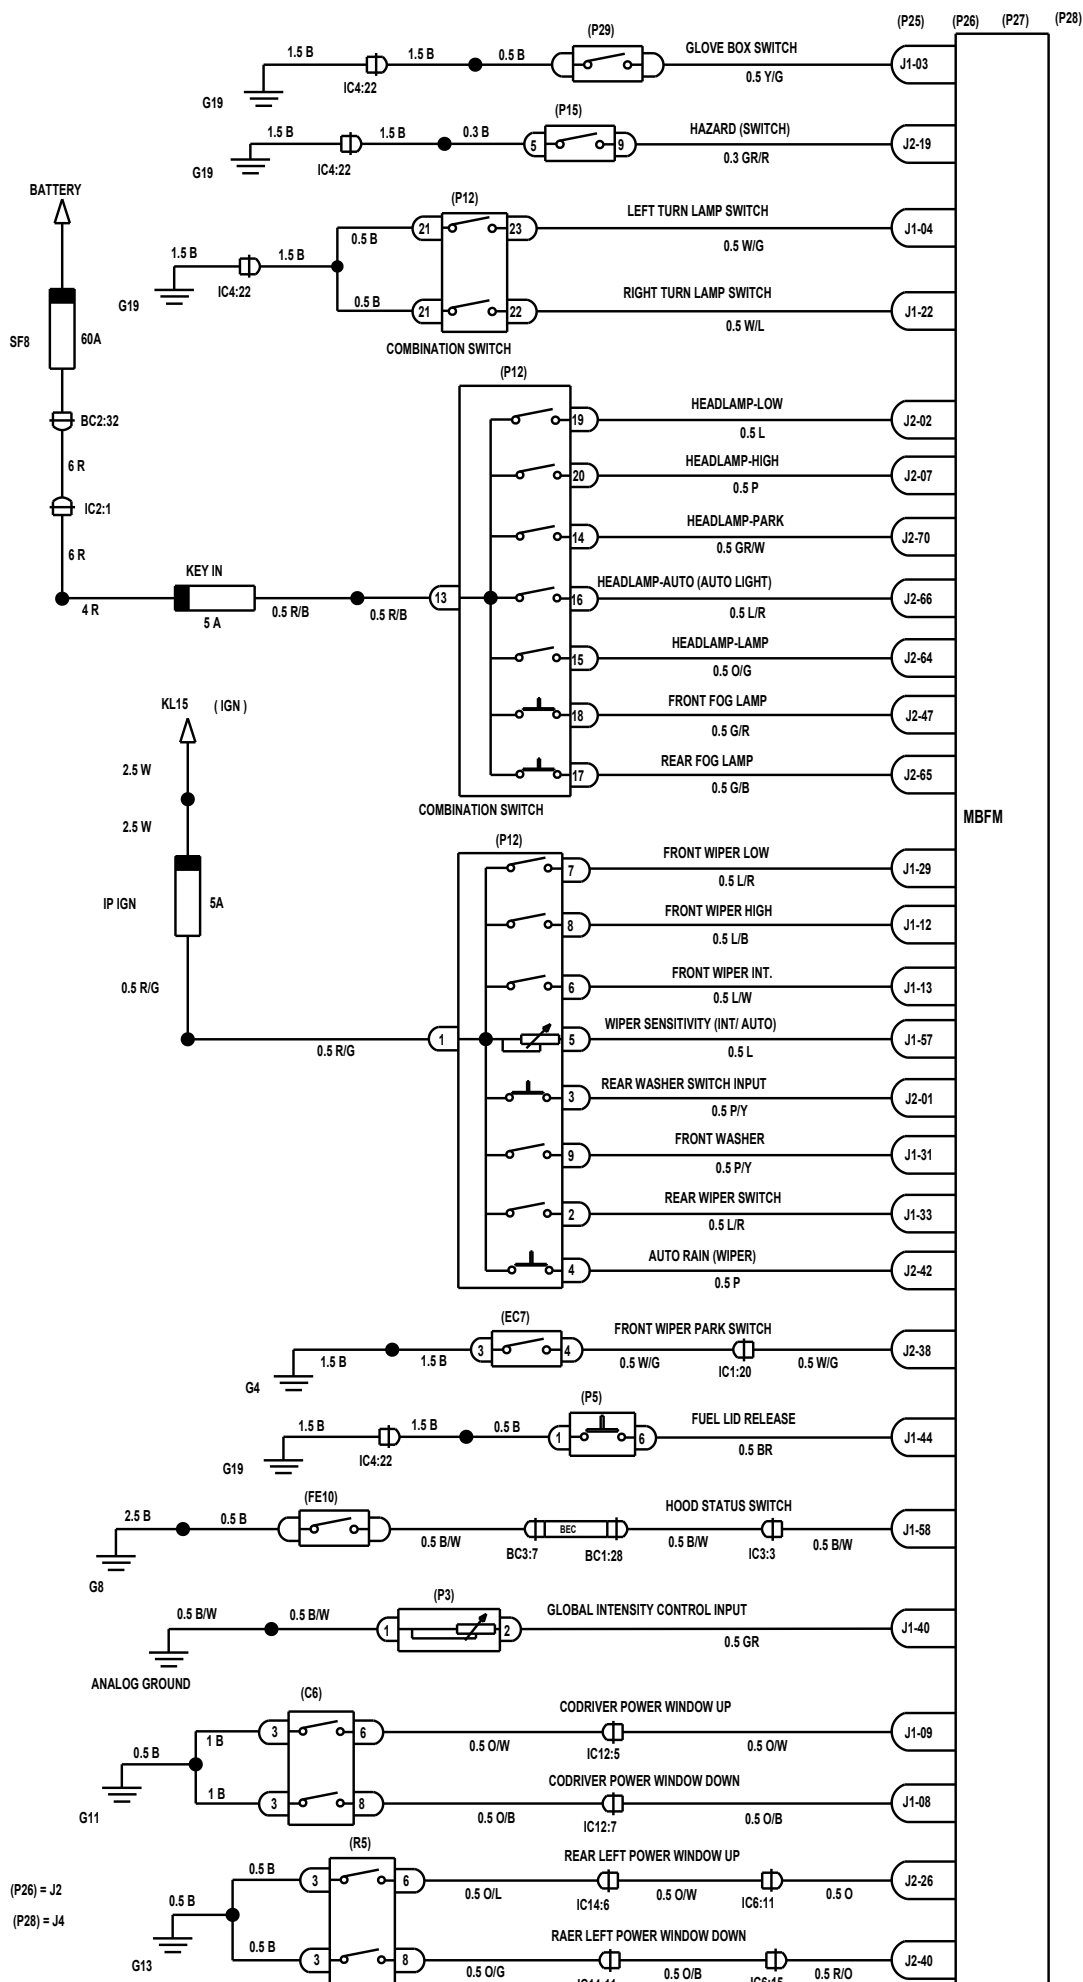 (P25) (P26) (P27) (P28)
(P29)
GLOVE BOX SWITCH
1.5 B 1.5 B 0.5 B
0.5 Y/G
J1-03
IC4:22
G19
(P15)
HAZARD (SWITCH)
1.5 B 1.5 B 0.3 B
5 9
0.3 GR/R
J2-19
IC4:22
G19
BATTERY
(P12)
LEFT TURN LAMP SWITCH
21 23
0.5 B
0.5 W/G
J1-04
1.5 B 1.5 B
IC4:22
G19
RIGHT TURN LAMP SWITCH
0.5 B
21 22
0.5 W/L
J1-22
SF8
60A
COMBINATION SWITCH
(P12)
HEADLAMP-LOW
19
0.5 L
J2-02
BC2:32
6 R
HEADLAMP-HIGH
20
0.5 P
J2-07
IC2:1
HEADLAMP-PARK
14
0.5 GR/W
J2-70
6 R
KEY IN
HEADLAMP-AUTO (AUTO LIGHT)
4 R
5 A
0.5 R/B
0.5 R/B
13
16
0.5 L/R
J2-66
HEADLAMP-LAMP
15
0.5 O/G
J2-64
KL15 ( IGN )
FRONT FOG LAMP
18
0.5 G/R
J2-47
2.5 W
REAR FOG LAMP
17
0.5 G/B
J2-65
COMBINATION SWITCH
MBFM
2.5 W
(P12)
FRONT WIPER LOW
7
0.5 L/R
J1-29
IP IGN
5A
FRONT WIPER HIGH
8
0.5 L/B
J1-12
0.5 R/G
FRONT WIPER INT.
6
0.5 L/W
J1-13
WIPER SENSITIVITY (INT/ AUTO)
0.5 R/G
1
5
0.5 L
J1-57
REAR WASHER SWITCH INPUT
3
0.5 P/Y
J2-01
FRONT WASHER
9
0.5 P/Y
J1-31
REAR WIPER SWITCH
2
0.5 L/R
J1-33
AUTO RAIN (WIPER)
4
0.5 P
J2-42
(EC7)
FRONT WIPER PARK SWITCH
1.5 B 1.5 B
3 4
0.5 W/G
IC1:20
0.5 W/G
J2-38
G4
(P5)
FUEL LID RELEASE
1.5 B 1.5 B 0.5 B
1 6
0.5 BR
J1-44
IC4:22
G19
(FE10)
HOOD STATUS SWITCH
2.5 B 0.5 B
0.5 B/W
BEC
BC3:7 BC1:28
0.5 B/W
IC3:3
0.5 B/W
J1-58
G8
(P3)
GLOBAL INTENSITY CONTROL INPUT
0.5 B/W 0.5 B/W
1 2
0.5 GR
J1-40
ANALOG GROUND
(C6)
CODRIVER POWER WINDOW UP
1 B
3 6
0.5 O/W
IC12:5
0.5 O/W
J1-09
0.5 B
CODRIVER POWER WINDOW DOWN
1 B
3 8
0.5 O/B
IC12:7
0.5 O/B
J1-08
G11
(R5)
REAR LEFT POWER WINDOW UP
0.5 B
3 6
0.5 O/L
IC14:6
0.5 O/W
IC6:11
0.5 O
J2-26
(P26) = J2
0.5 B
(P28) = J4
RAER LEFT POWER WINDOW DOWN
0.5 B
3 8
0.5 O/G
IC14:11
0.5 O/B
IC6:15
0.5 R/O
J2-40
G13